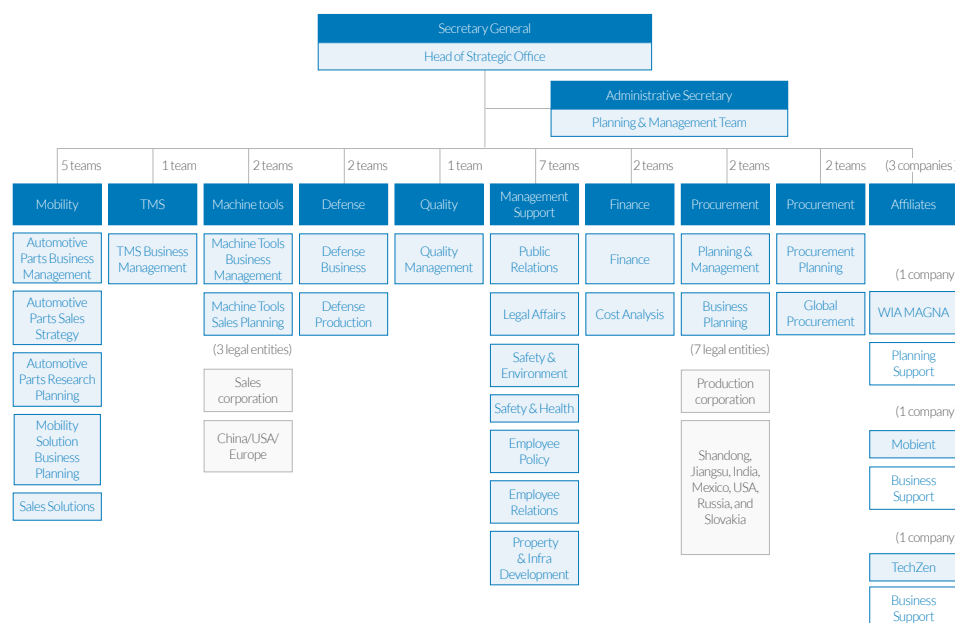 Secretary General
Head of Strategic Office
Administrative Secretary
Planning & Management Team
5 teams
1 team
2 teams
2 teams
1 team
7 teams
2 teams
2 teams
2 teams
(3 companies)
Mobility
TMS
Machine tools
Defense
Quality
Management
Support
Finance
Procurement
Procurement
Affiliates
Automotive
Parts Business
Management
Automotive
Parts Sales
Strategy
Automotive
Parts Research
Planning
Mobility
Solution
Business
Planning
Sales Solutions
TMS Business
Management
Machine Tools
Business
Management
Machine Tools
Sales Planning
(3 legal entities)
Sales
corporation
China/USA/
Europe
Defense
Business
Defense
Production
Quality
Management
Public
Relations
Legal Affairs
Safety &
Environment
Safety & Health
Employee
Policy
Employee
Relations
Property
& Infra
Development
Finance
Cost Analysis
Planning &
Management
Business
Planning
(7 legal entities)
Production
corporation
Shandong,
Jiangsu, India,
Mexico, USA,
Russia, and
Slovakia
Procurement
Planning
Global
Procurement
(1 company
WIA MAGNA
Planning
Support
(1 company
Mobient
Business
Support
(1 company
TechZen
Business
Support